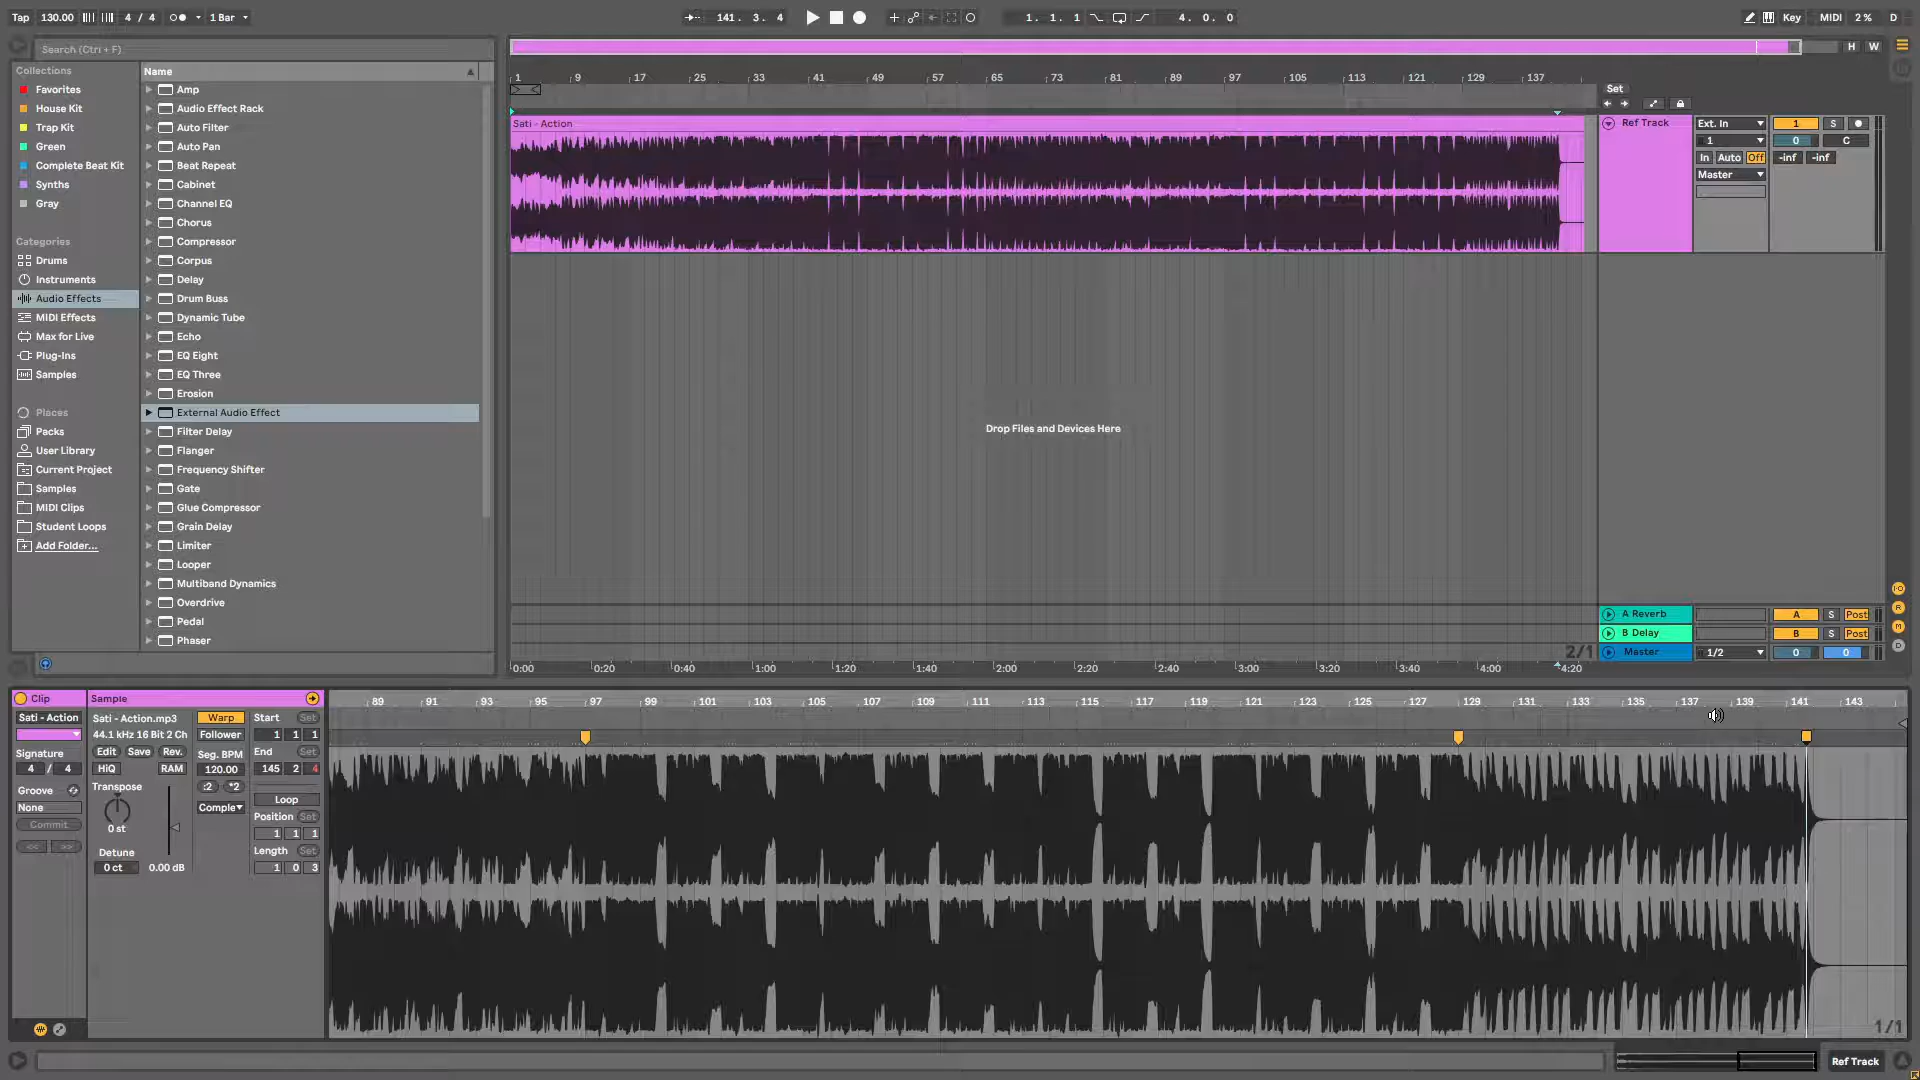 Tap 130.00 4 / 4 1 Bar 141. 3. 4 1. 1. 1 4. 0. 0 Key MIDI 2 % D
Search (Ctrl + F)
H W
Collections
Favorites
House Kit
Trap Kit
Green
Complete Beat Kit
Synths
Gray
Categories
Drums
Instruments
Audio Effects
MIDI Effects
Max for Live
Plug-Ins
Samples
Places
Packs
User Library
Current Project
Samples
MIDI Clips
Student Loops
Add Folder...
Name
Amp
Audio Effect Rack
Auto Filter
Auto Pan
Beat Repeat
Cabinet
Channel EQ
Chorus
Compressor
Corpus
Delay
Drum Buss
Dynamic Tube
Echo
EQ Eight
EQ Three
Erosion
External Audio Effect
Filter Delay
Flanger
Frequency Shifter
Gate
Glue Compressor
Grain Delay
Limiter
Looper
Multiband Dynamics
Overdrive
Pedal
Phaser
1 9 17 25 33 41 49 57 65 73 81 89 97 105 113 121 129 137
Set
Sati - Action
Ref Track
Ext. In 1 S
1 0 C
In Auto Off -inf -inf
Master
Drop Files and Devices Here
A Reverb A S Post
B Delay B S Post
2/1 Master 1/2 0 0
0:00 0:20 0:40 1:00 1:20 1:40 2:00 2:20 2:40 3:00 3:20 3:40 4:00 4:20
Clip
Sati - Action
Signature
4 / 4
Groove
None
Commit
<< >>
Sample
Sati - Action.mp3
44.1 kHz 16 Bit 2 Ch
Edit Save Rev.
HiQ RAM
Transpose
0 st
Detune
0 ct 0.00 dB
Warp
Follower
Seg. BPM
120.00
:2 *2
Comple
Start Set
1 1 1
End Set
145 2 4
Loop
Position Set
1 1 1
Length Set
1 0 3
89 91 93 95 97 99 101 103 105 107 109 111 113 115 117 119 121 123 125 127 129 131 133 135 137 139 141 143
1/1
Ref Track